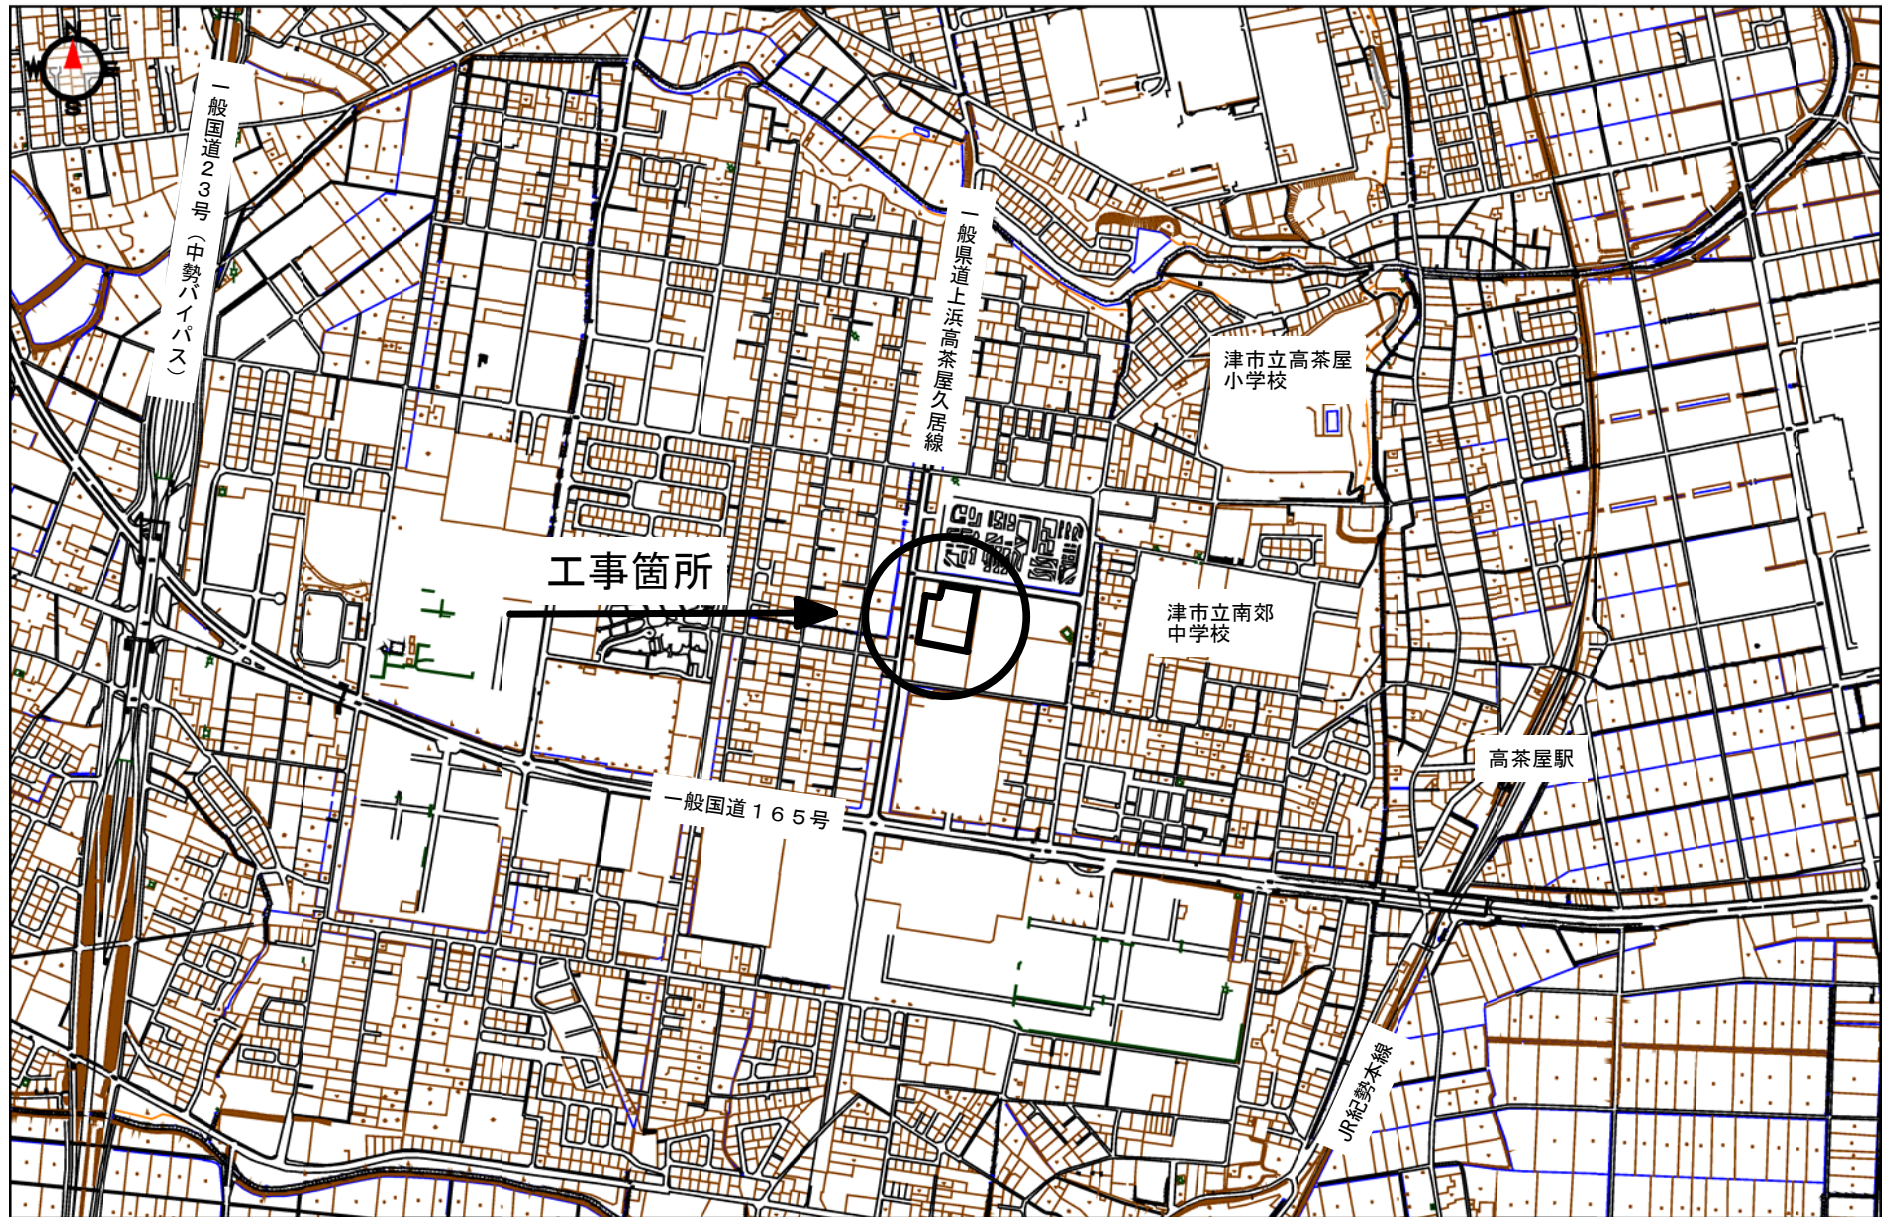 N
W
E
S
一般国道２３号（中勢バイパス）
一般県道上浜高茶屋久居線
津市立高茶屋
小学校
工事箇所
津市立南郊
中学校
高茶屋駅
一般国道１６５号
JR紀勢本線